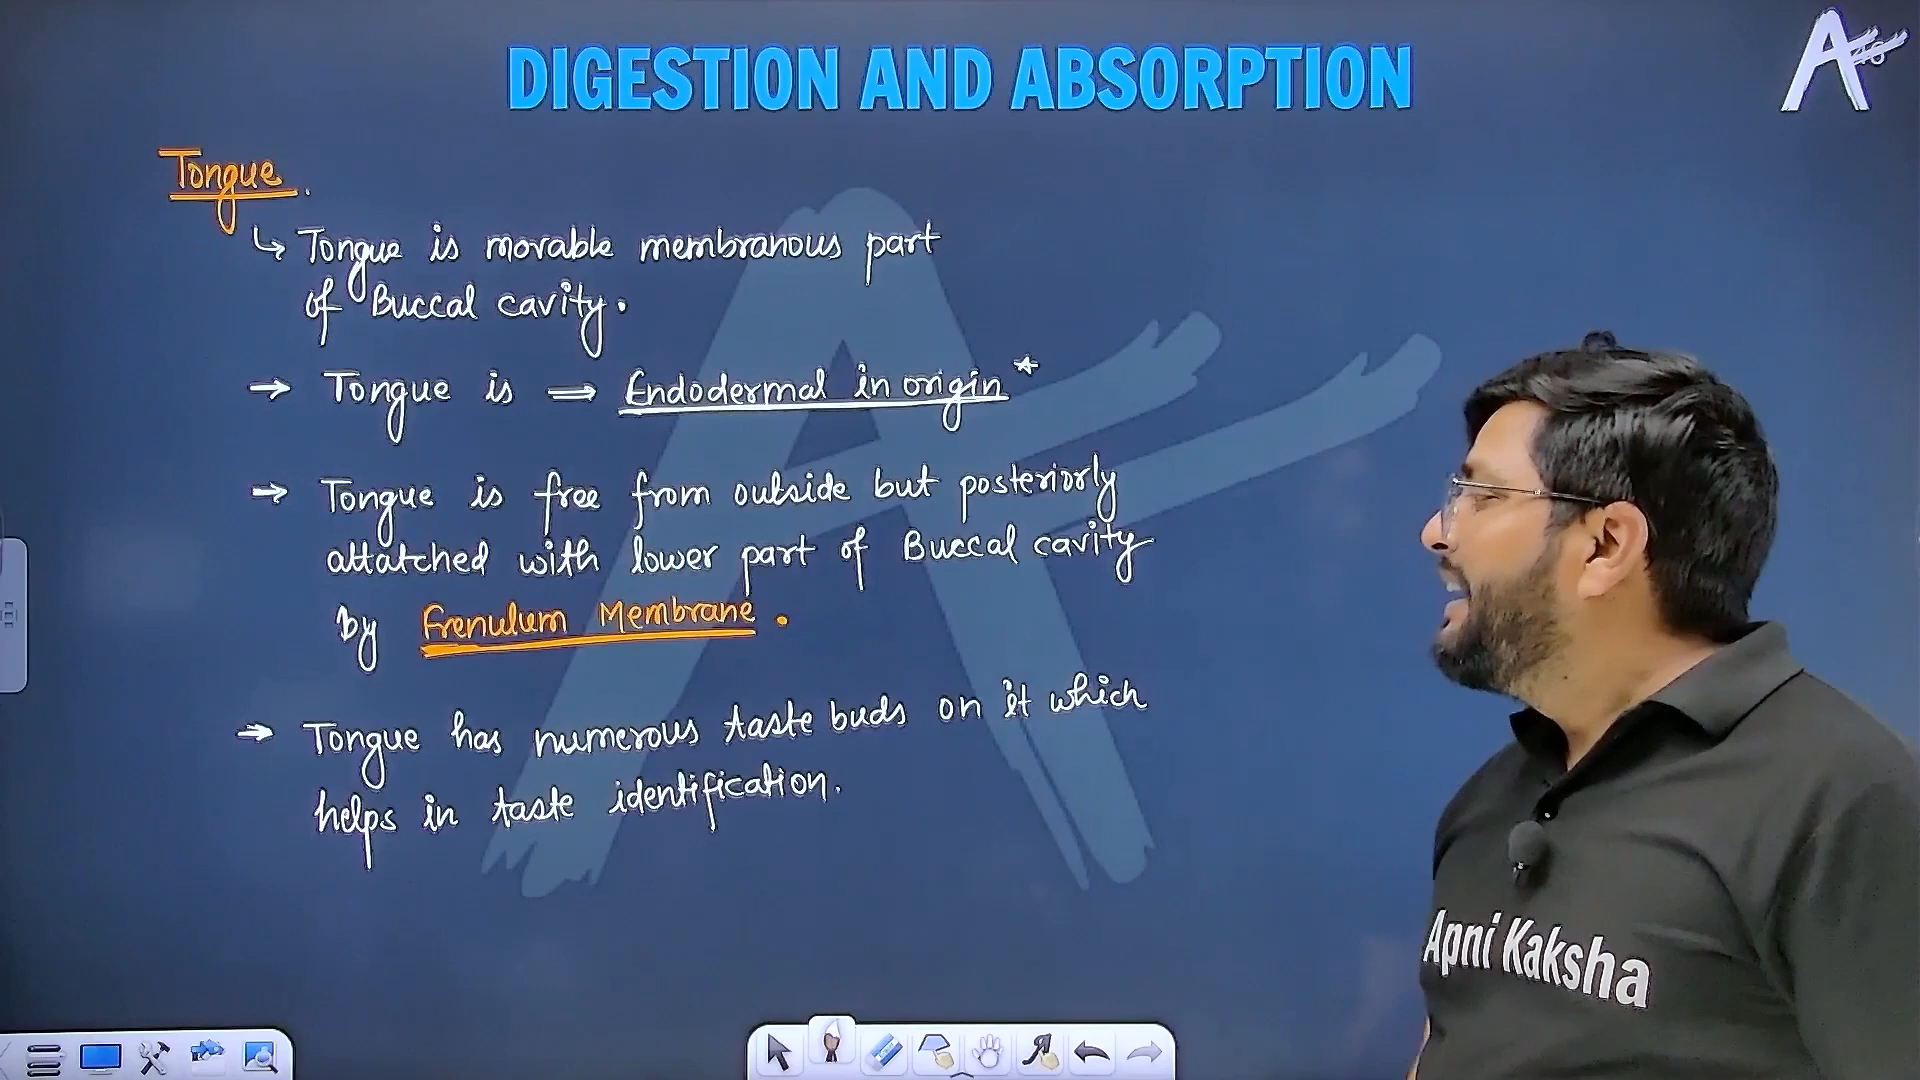 DIGESTION AND ABSORPTION
Tongue.
↳ Tongue is movable membranous part
of Buccal cavity.
→ Tongue is ⟹ Endodermal in origin *
→ Tongue is free from outside but posteriorly
attatched with lower part of Buccal cavity
by Frenulum Membrane.
→ Tongue has numerous taste buds on it which
helps in taste identification.
Apni Kaksha